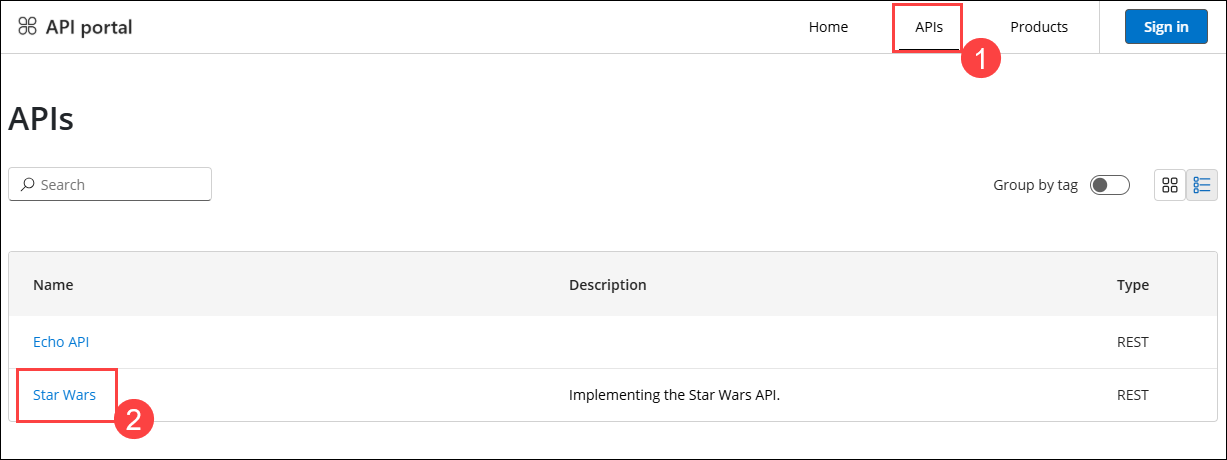 API portal
Home
APIs
Products
Sign in
1
APIs
Search
Group by tag
Name Description Type
Echo API REST
Star Wars Implementing the Star Wars API. REST
2